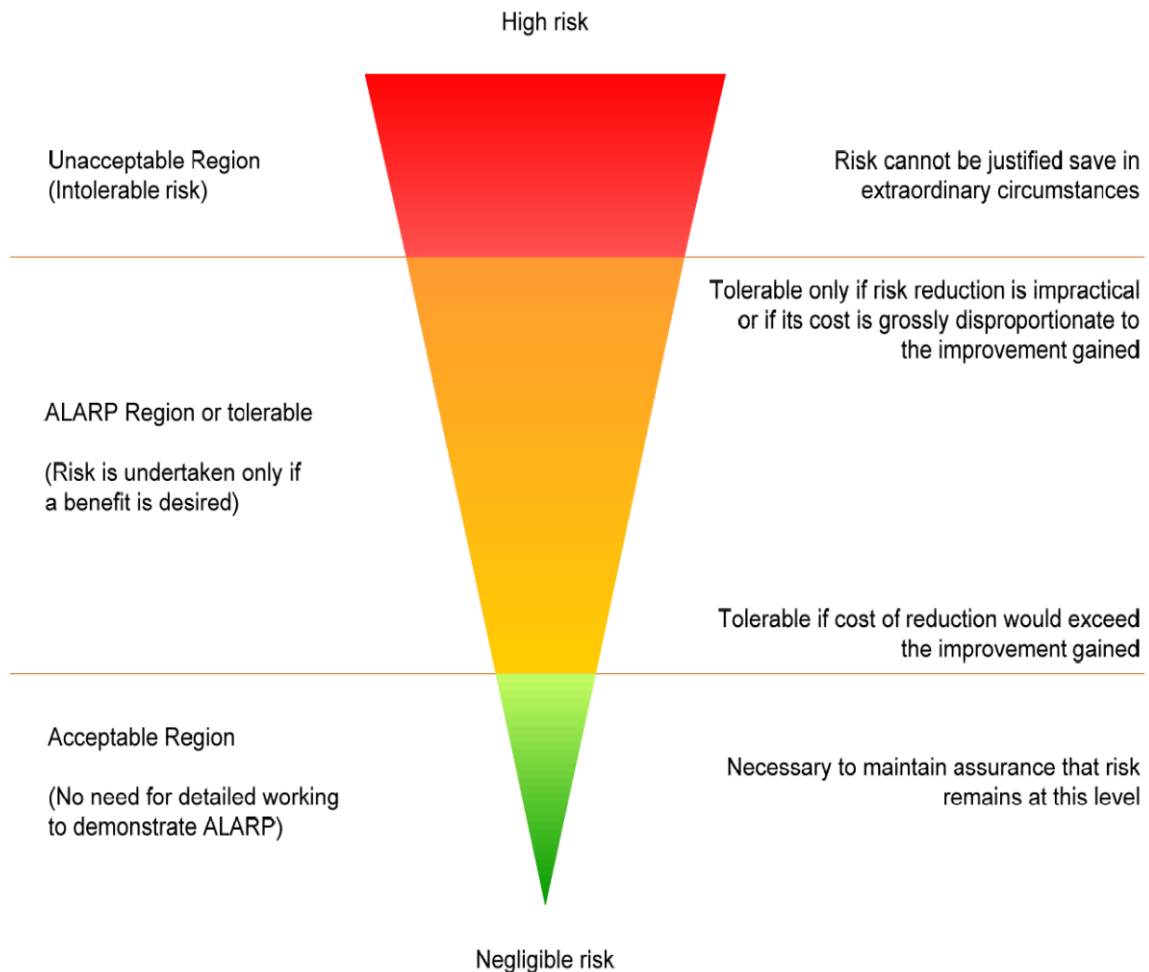 High risk
Unacceptable Region
(Intolerable risk)
Risk cannot be justified save in
extraordinary circumstances
Tolerable only if risk reduction is impractical
or if its cost is grossly disproportionate to
the improvement gained
ALARP Region or tolerable
(Risk is undertaken only if
a benefit is desired)
Tolerable if cost of reduction would exceed
the improvement gained
Acceptable Region
(No need for detailed working
to demonstrate ALARP)
Necessary to maintain assurance that risk
remains at this level
Negligible risk